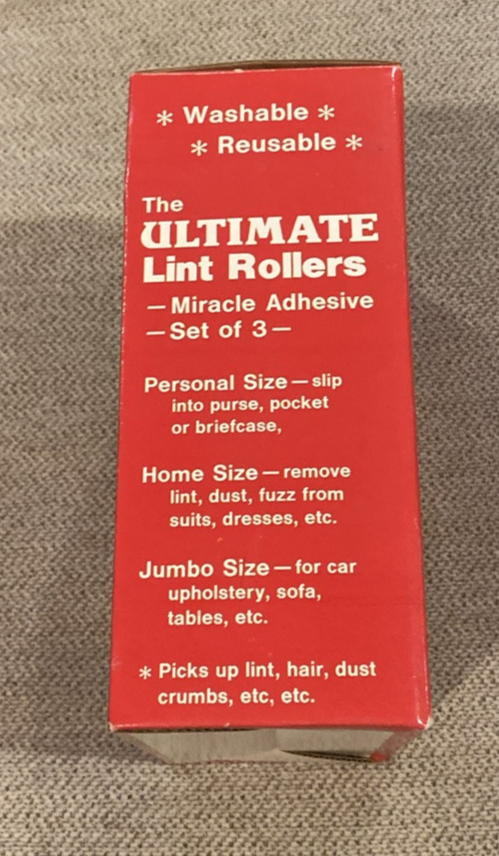 * Washable *
* Reusable *
The
ULTIMATE
Lint Rollers
—Miracle Adhesive
—Set of 3—
Personal Size—slip
into purse, pocket
or briefcase,
Home Size—remove
lint, dust, fuzz from
suits, dresses, etc.
Jumbo Size—for car
upholstery, sofa,
tables, etc.
* Picks up lint, hair, dust
crumbs, etc, etc.